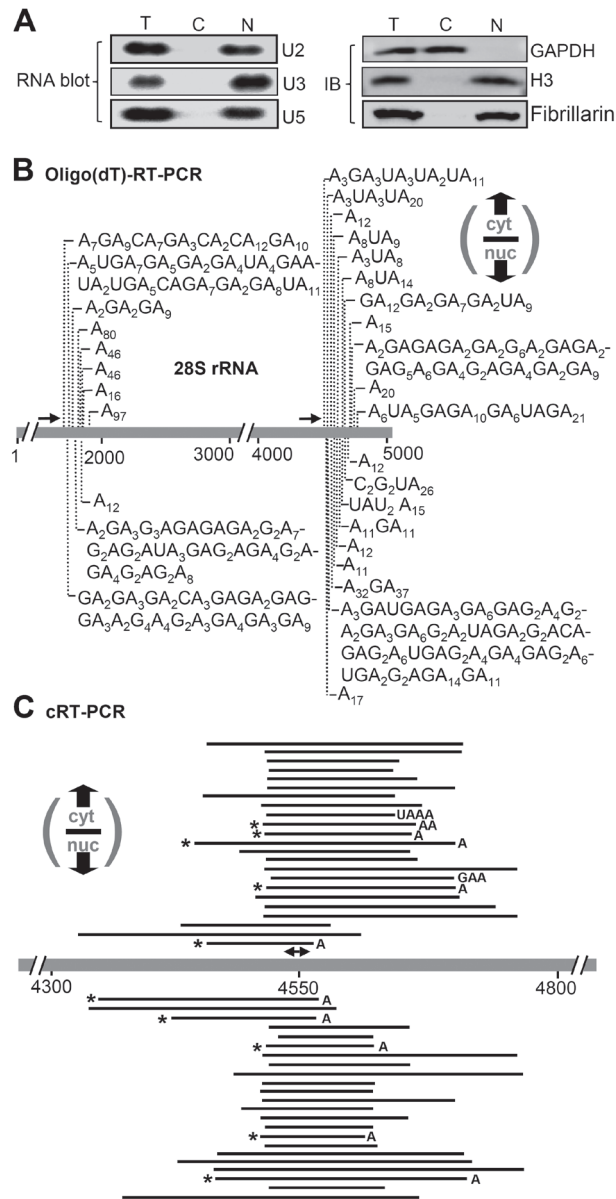 A
T C N
RNA blot
U2
U3
U5
T C N
IB
GAPDH
H3
Fibrillarin
B Oligo(dT)-RT-PCR
A₇GA₉CA₇GA₃CA₂CA₁₂GA₁₀
A₅UGA₇GA₅GA₂GA₄UA₄GAA-
UA₂UGA₅CAGA₇GA₂GA₈UA₁₁
A₂GA₂GA₉
A₈₀
A₄₆
A₄₆
A₁₆
A₉₇
28S rRNA
A₃GA₃UA₃UA₂UA₁₁
A₃UA₃UA₂₀
A₁₂
A₈UA₉
A₃UA₈
A₈UA₁₄
GA₁₂GA₂GA₇GA₂UA₉
A₁₅
A₂GAGAGA₂GA₂G₆A₂GAGA₂-
GAG₅A₆GA₄G₂AGA₄GA₂GA₉
A₂₀
A₆UA₅GAGA₁₀GA₆UAGA₂₁
cyt
nuc
1 2000 3000 4000 5000
A₁₂
A₂GA₃G₃AGAGAGA₂G₂A₇-
G₂AG₂AUA₃GAG₂AGA₄G₂A-
GA₄G₂AG₂A₈
GA₂GA₃GA₂CA₃GAGA₂GAG-
GA₃A₂G₄A₄G₂A₃GA₄GA₃GA₉
A₁₂
C₂G₂UA₂₆
UAU₂ A₁₅
A₁₁GA₁₁
A₁₂
A₁₁
A₃₂GA₃₇
A₃GAUGAGA₃GA₆GAG₂A₄G₂-
A₂GA₃GA₆G₂A₂UAGA₂G₂ACA-
GAG₂A₆UGAG₂A₄GA₄GAG₂A₆-
UGA₂G₂AGA₁₄GA₁₁
A₁₇
C cRT-PCR
cyt
nuc
UAAA
* AA
* A
* A
GAA
* A
* A
4300 4550 4800
* A
* A
* A
* A
* A